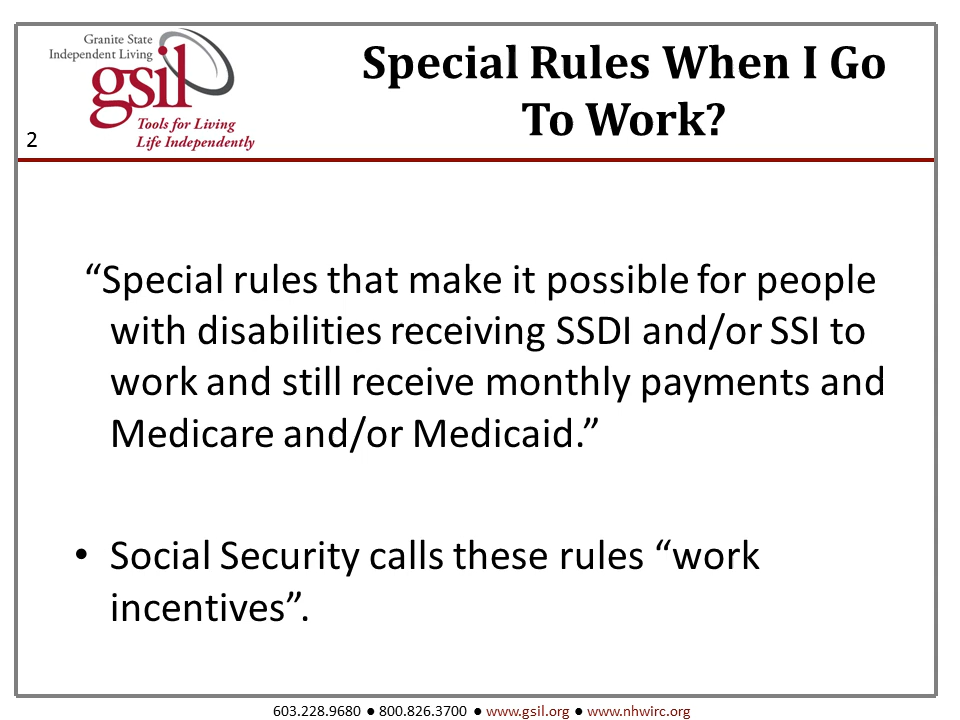 Granite State
Independent Living
gsil
Tools for Living
Life Independently
2
Special Rules When I Go
To Work?
“Special rules that make it possible for people
with disabilities receiving SSDI and/or SSI to
work and still receive monthly payments and
Medicare and/or Medicaid.”
• Social Security calls these rules “work
incentives”.
603.228.9680 ● 800.826.3700 ● www.gsil.org ● www.nhwirc.org